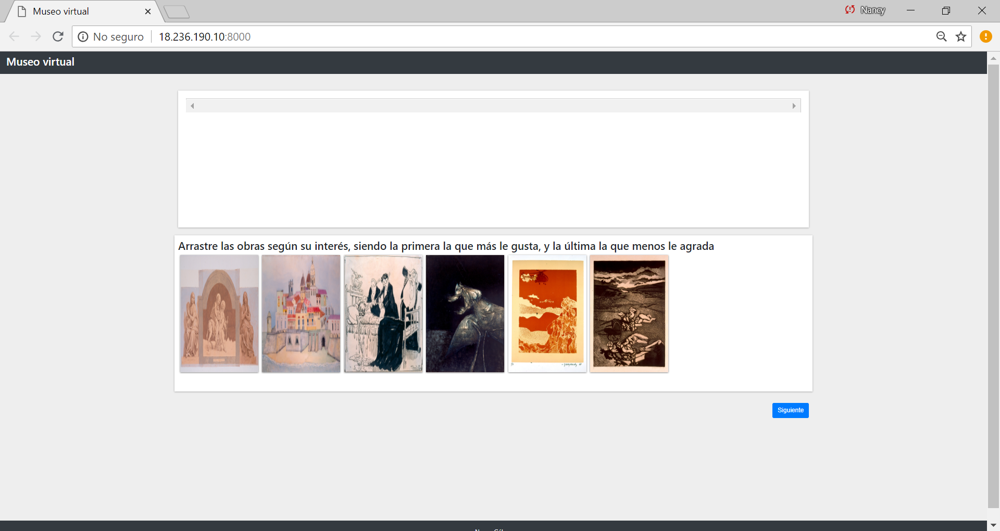 Museo virtual
Nancy
No seguro
18.236.190.10:8000
Museo virtual
Arrastre las obras según su interés, siendo la primera la que más le gusta, y la última la que menos le agrada
Siguiente